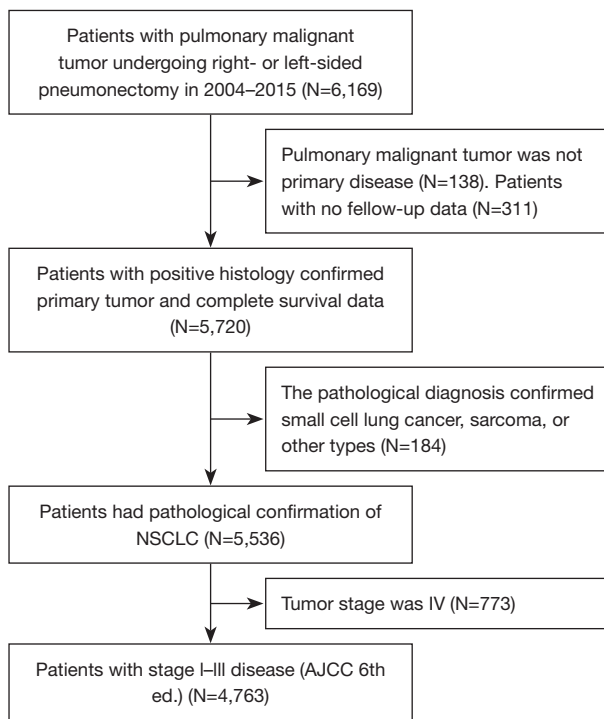 Patients with pulmonary malignant
tumor undergoing right- or left-sided
pneumonectomy in 2004–2015 (N=6,169)
Pulmonary malignant tumor was not
primary disease (N=138). Patients
with no fellow-up data (N=311)
Patients with positive histology confirmed
primary tumor and complete survival data
(N=5,720)
The pathological diagnosis confirmed
small cell lung cancer, sarcoma, or
other types (N=184)
Patients had pathological confirmation of
NSCLC (N=5,536)
Tumor stage was IV (N=773)
Patients with stage I–III disease (AJCC 6th
ed.) (N=4,763)